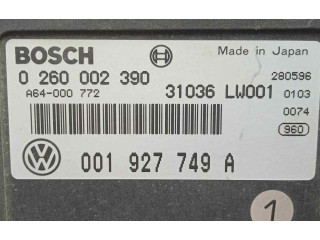 BOSCH
Made in Japan
0 260 002 390
280596
A64-000 772
31036 LW001
0103
0074
960
001 927 749 A
1